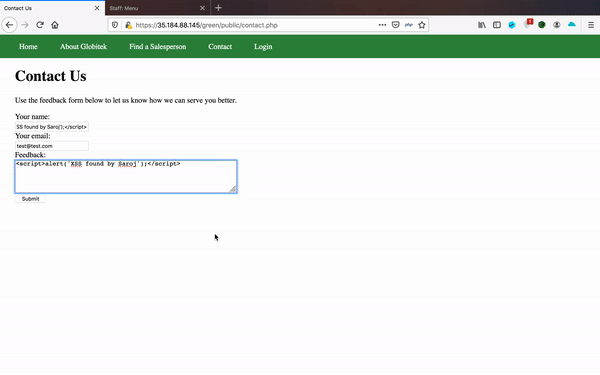 Contact Us
Staff: Menu
https://35.184.88.145/green/public/contact.php
php
Home About Globitek Find a Salesperson Contact Login
Contact Us
Use the feedback form below to let us know how we can serve you better.
Your name:
SS found by Saroj');</script>
Your email:
test@test.com
Feedback:
<script>alert('XSS found by Saroj');</script>
Submit